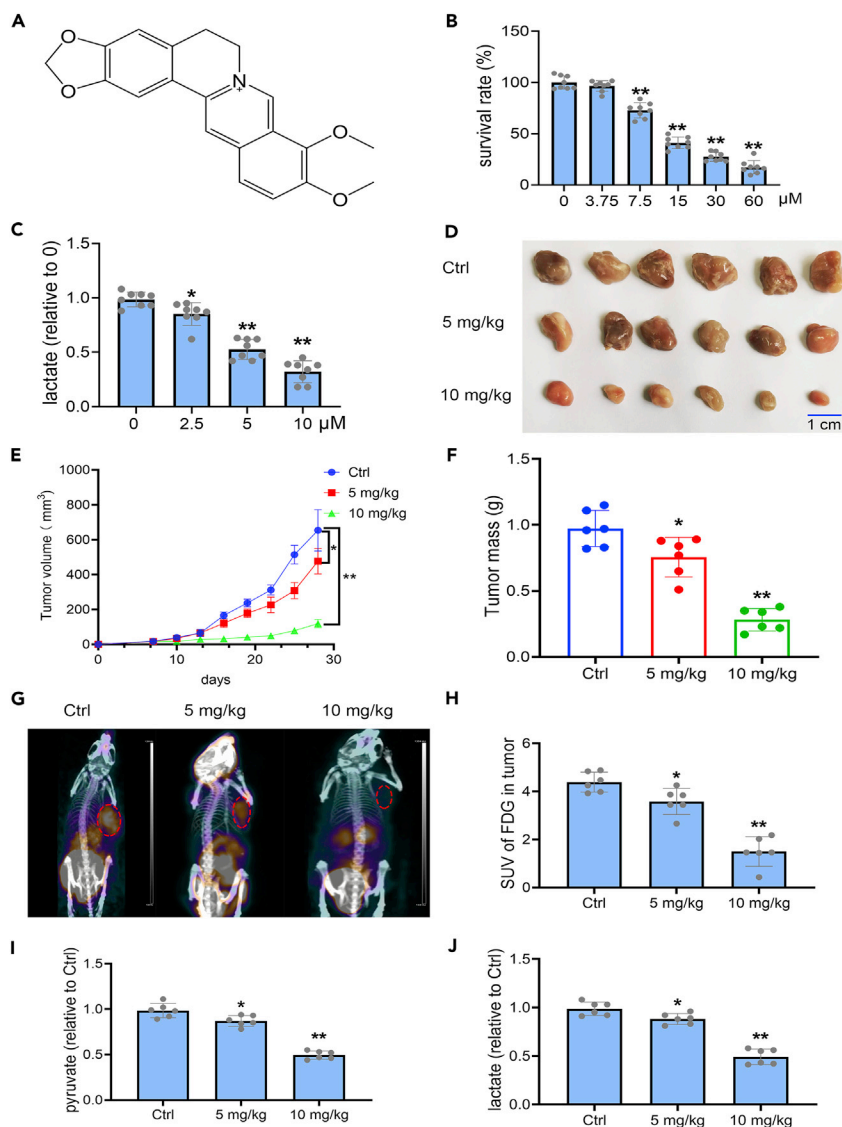 A
O
O
N
+
O
O
B
survival rate (%)
150
100
50
0
** ** ** **
0 3.75 7.5 15 30 60 μM
C
lactate (relative to 0)
1.5
1.0
0.5
0.0
* ** **
0 2.5 5 10 μM
D
Ctrl
5 mg/kg
10 mg/kg
1 cm
E
Tumor volume ( mm3)
1000
800
600
400
200
0
0 10 20 30
days
Ctrl
5 mg/kg
10 mg/kg
*
**
F
Tumor mass (g)
1.5
1.0
0.5
0.0
* **
Ctrl 5 mg/kg 10 mg/kg
G
Ctrl 5 mg/kg 10 mg/kg
H
SUV of FDG in tumor
6
4
2
0
* **
Ctrl 5 mg/kg 10 mg/kg
I
pyruvate (relative to Ctrl)
1.5
1.0
0.5
0.0
* **
Ctrl 5 mg/kg 10 mg/kg
J
lactate (relative to Ctrl)
1.5
1.0
0.5
0.0
* **
Ctrl 5 mg/kg 10 mg/kg